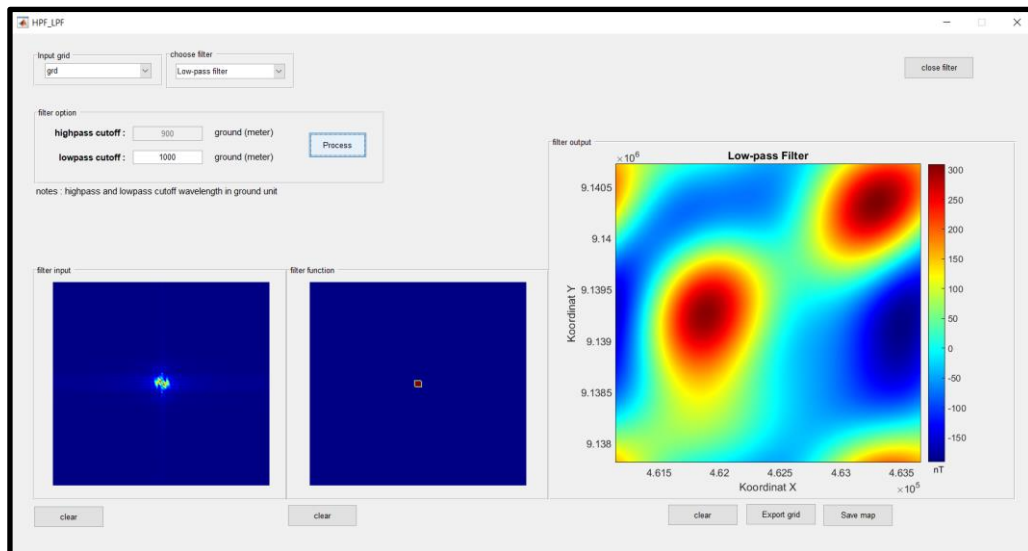 HPF_LPF
Input grid
grd
choose filter
Low-pass filter
close filter
filter option
highpass cutoff :
900
ground (meter)
lowpass cutoff :
1000
ground (meter)
Process
notes : highpass and lowpass cutoff wavelength in ground unit
filter input
clear
filter function
clear
filter output
×10⁶
Low-pass Filter
9.1405
9.14
9.1395
9.139
9.1385
9.138
Koordinat Y
4.615
4.62
4.625
4.63
4.635
Koordinat X
×10⁵
300
250
200
150
100
50
0
-50
-100
-150
nT
clear
Export grid
Save map